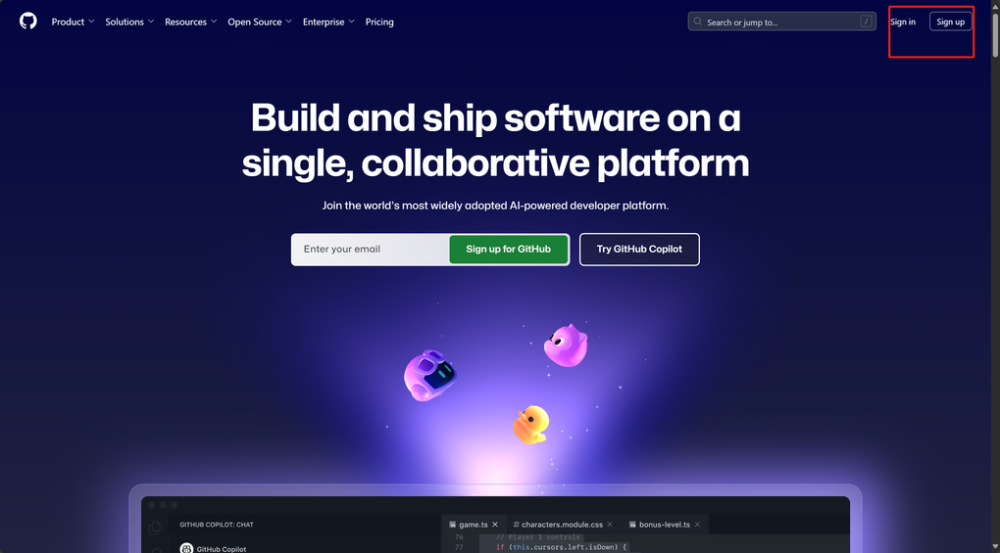 Product Solutions Resources Open Source Enterprise Pricing Search or jump to... / Sign in Sign up
Build and ship software on a
single, collaborative platform
Join the world's most widely adopted AI-powered developer platform.
Enter your email Sign up for GitHub Try GitHub Copilot
GITHUB COPILOT: CHAT
GitHub Copilot
game.ts # characters.module.css bonus-level.ts
76 // Player 1 controls
77 if (this.cursors.left.isDown) {